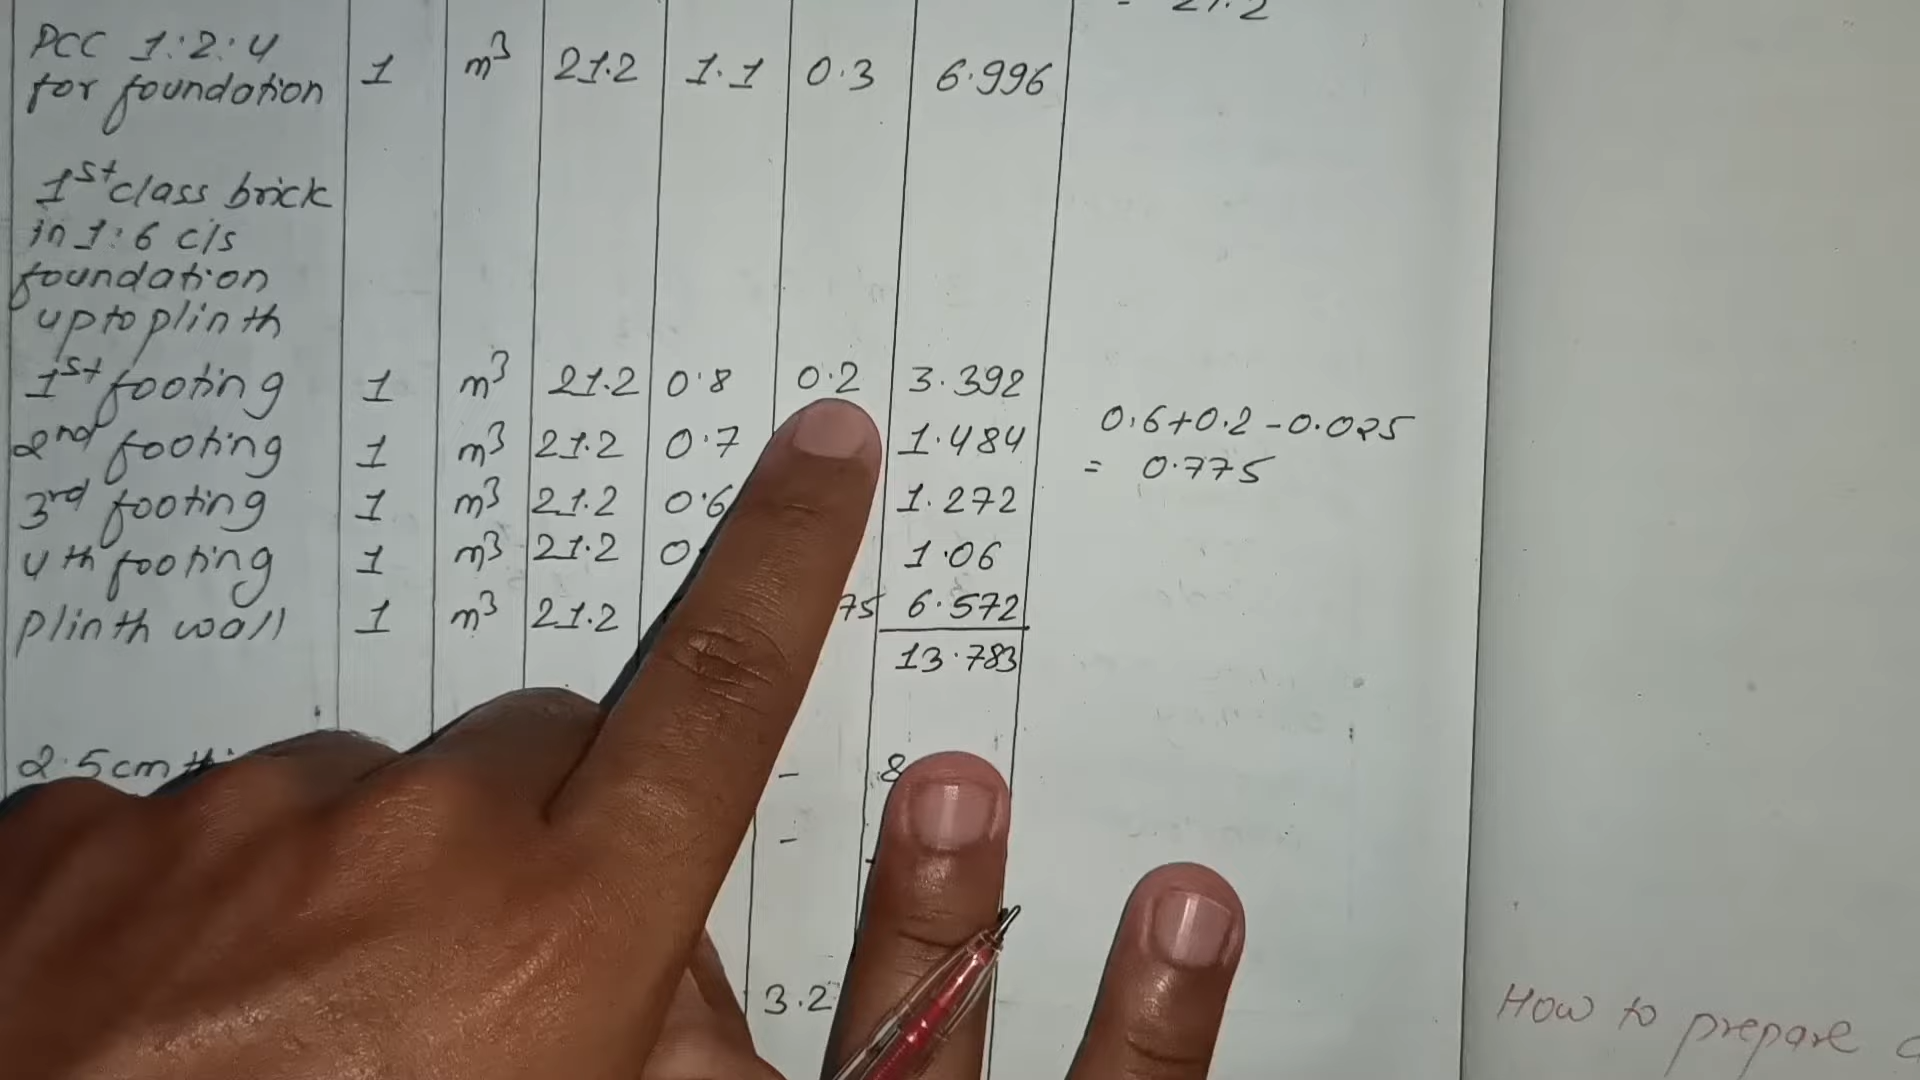 = 21.2
PCC 1:2:4
for foundation 1 m³ 21.2 1.1 0.3 6.996
1st class brick
in 1:6 c/s
foundation
upto plinth
1st footing 1 m³ 21.2 0.8 0.2 3.392
2nd footing 1 m³ 21.2 0.7 1.484
3rd footing 1 m³ 21.2 0.6 1.272
4th footing 1 m³ 21.2 1.06
plinth wall 1 m³ 21.2 75 6.572
13.783
0.6+0.2-0.025
= 0.775
2.5cm - 8
-
3.2
How to prepare